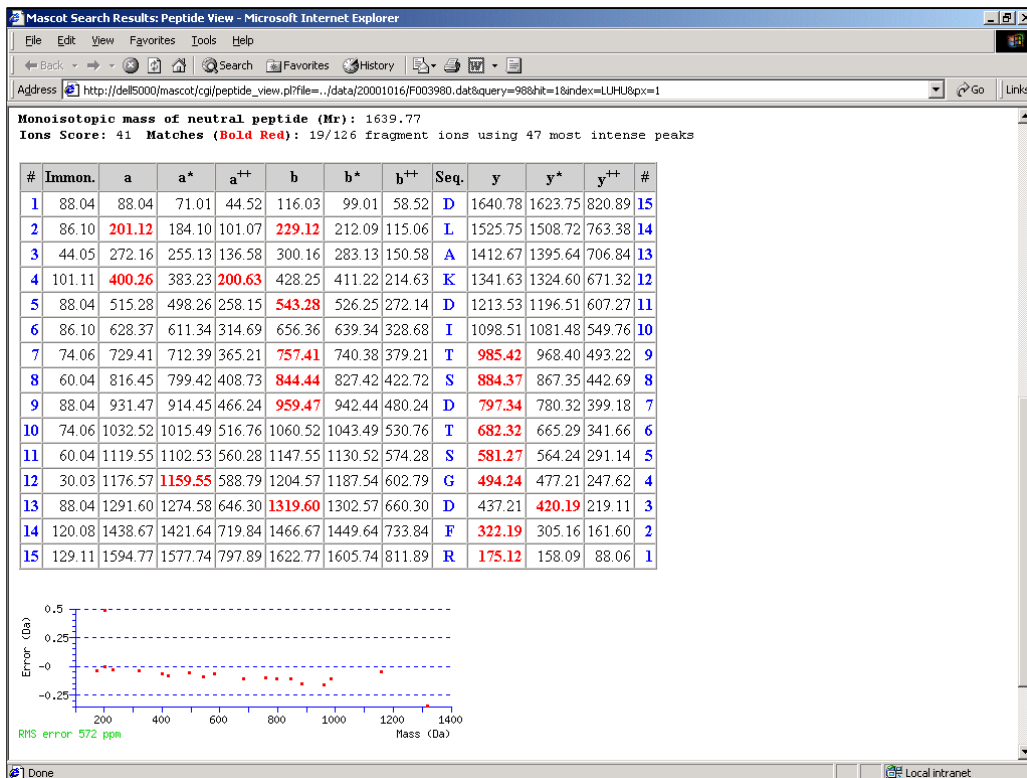 Mascot Search Results: Peptide View - Microsoft Internet Explorer
File Edit View Favorites Tools Help
Back Search Favorites History
Address http://dell5000/mascot/cgi/peptide_view.pl?file=../data/20001016/F003980.dat&query=98&hit=1&index=LUHU&px=1 Go Links
Monoisotopic mass of neutral peptide (Mr): 1639.77
Ions Score: 41 Matches (Bold Red): 19/126 fragment ions using 47 most intense peaks
# Immon. a a* a++ b b* b++ Seq. y y* y++ #
1 88.04 88.04 71.01 44.52 116.03 99.01 58.52 D 1640.78 1623.75 820.89 15
2 86.10 201.12 184.10 101.07 229.12 212.09 115.06 L 1525.75 1508.72 763.38 14
3 44.05 272.16 255.13 136.58 300.16 283.13 150.58 A 1412.67 1395.64 706.84 13
4 101.11 400.26 383.23 200.63 428.25 411.22 214.63 K 1341.63 1324.60 671.32 12
5 88.04 515.28 498.26 258.15 543.28 526.25 272.14 D 1213.53 1196.51 607.27 11
6 86.10 628.37 611.34 314.69 656.36 639.34 328.68 I 1098.51 1081.48 549.76 10
7 74.06 729.41 712.39 365.21 757.41 740.38 379.21 T 985.42 968.40 493.22 9
8 60.04 816.45 799.42 408.73 844.44 827.42 422.72 S 884.37 867.35 442.69 8
9 88.04 931.47 914.45 466.24 959.47 942.44 480.24 D 797.34 780.32 399.18 7
10 74.06 1032.52 1015.49 516.76 1060.52 1043.49 530.76 T 682.32 665.29 341.66 6
11 60.04 1119.55 1102.53 560.28 1147.55 1130.52 574.28 S 581.27 564.24 291.14 5
12 30.03 1176.57 1159.55 588.79 1204.57 1187.54 602.79 G 494.24 477.21 247.62 4
13 88.04 1291.60 1274.58 646.30 1319.60 1302.57 660.30 D 437.21 420.19 219.11 3
14 120.08 1438.67 1421.64 719.84 1466.67 1449.64 733.84 F 322.19 305.16 161.60 2
15 129.11 1594.77 1577.74 797.89 1622.77 1605.74 811.89 R 175.12 158.09 88.06 1
Error (Da)
0.5
0.25
-0
-0.25
200 400 600 800 1000 1200 1400
RMS error 572 ppm Mass (Da)
Done Local intranet